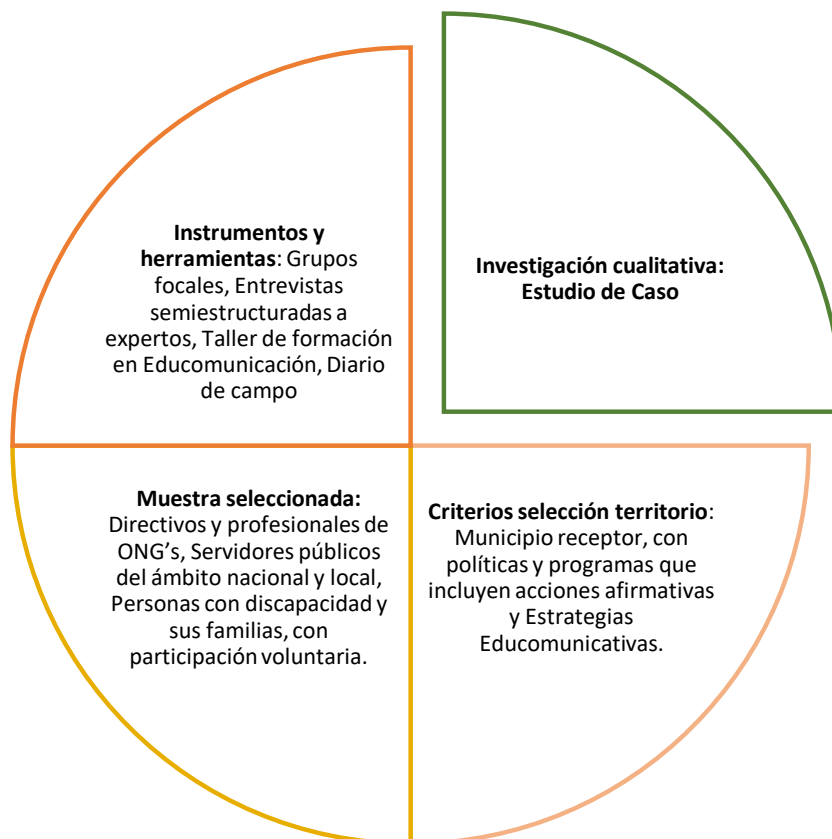 Instrumentos y
herramientas: Grupos
focales, Entrevistas
semiestructuradas a
expertos, Taller de formación
en Educomunicación, Diario
de campo
Investigación cualitativa:
Estudio de Caso
Muestra seleccionada:
Directivos y profesionales de
ONG’s, Servidores públicos
del ámbito nacional y local,
Personas con discapacidad y
sus familias, con
participación voluntaria.
Criterios selección territorio:
Municipio receptor, con
políticas y programas que
incluyen acciones afirmativas
y Estrategias
Educomunicativas.